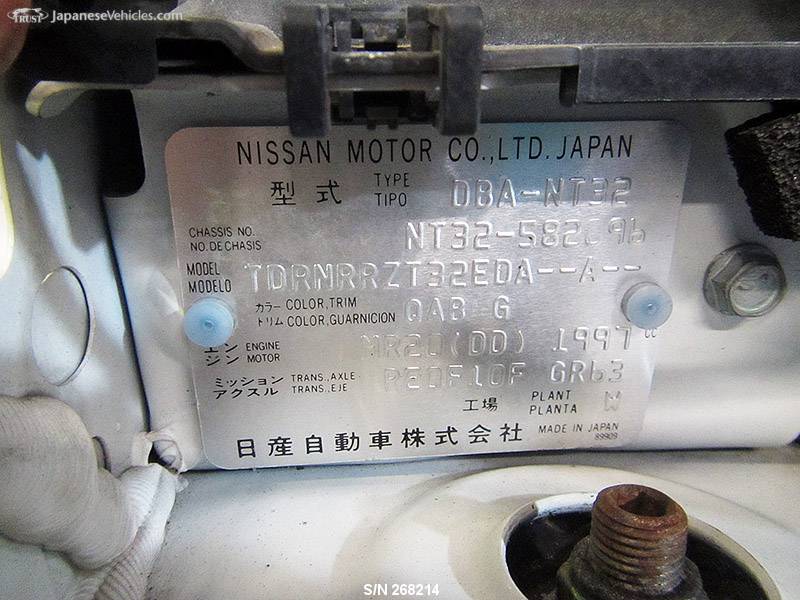 TRUST JapaneseVehicles.com
NISSAN MOTOR CO.,LTD. JAPAN
型式 TYPE TIPO DBA-NT32
CHASSIS NO. NO. DE CHASIS NT32-582096
MODEL MODELO TDRNRRZT32EDA--A--
カラー COLOR,TRIM QAB G
トリム COLOR,GUARNICION
エンジン ENGINE MOTOR MR20(DD) 1997 CC
ミッション TRANS.,AXLE
アクスル TRANS.,EJE GR63
工場 PLANT PLANTA W
日産自動車株式会社 MADE IN JAPAN
89909
S/N 268214